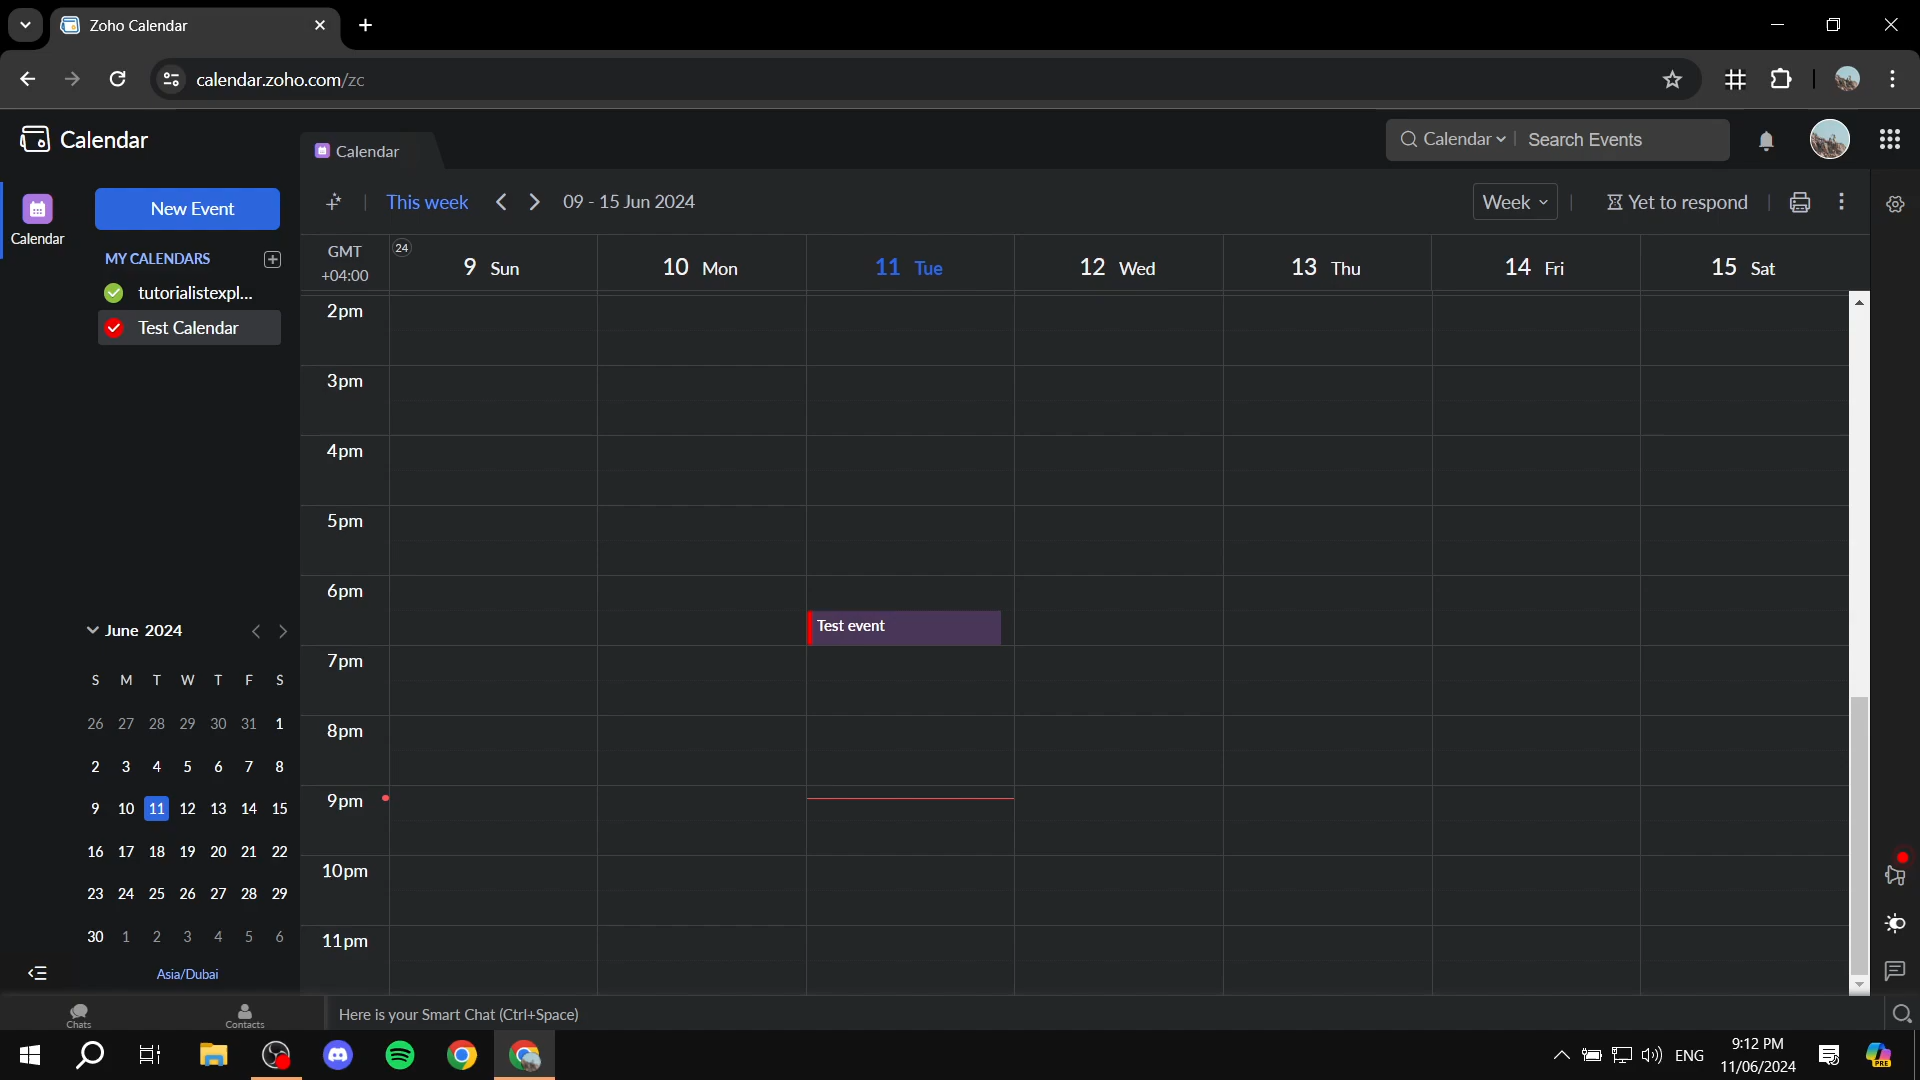 Zoho Calendar
calendar.zoho.com/zc
Calendar
Calendar
Calendar
Search Events
Calendar
New Event
MY CALENDARS
tutorialistexpl...
Test Calendar
This week
09 - 15 Jun 2024
Week
Yet to respond
GMT
+04:00
24
9 Sun
10 Mon
11 Tue
12 Wed
13 Thu
14 Fri
15 Sat
2pm
3pm
4pm
5pm
6pm
Test event
7pm
8pm
9pm
10pm
11pm
June 2024
S M T W T F S
26 27 28 29 30 31 1
2 3 4 5 6 7 8
9 10 11 12 13 14 15
16 17 18 19 20 21 22
23 24 25 26 27 28 29
30 1 2 3 4 5 6
Asia/Dubai
Chats
Contacts
Here is your Smart Chat (Ctrl+Space)
ENG
9:12 PM
11/06/2024
PRE